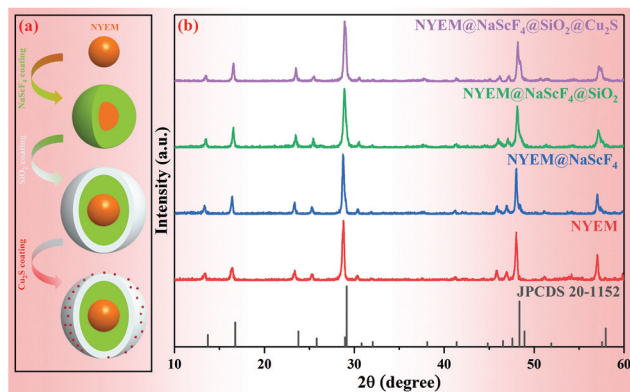 (a)
NYEM
NaScF₄ coating
SiO₂ coating
Cu₂S coating
(b)
NYEM@NaScF₄@SiO₂@Cu₂S
NYEM@NaScF₄@SiO₂
NYEM@NaScF₄
NYEM
JPCDS 20-1152
Intensity (a.u.)
10 20 30 40 50 60
2θ (degree)